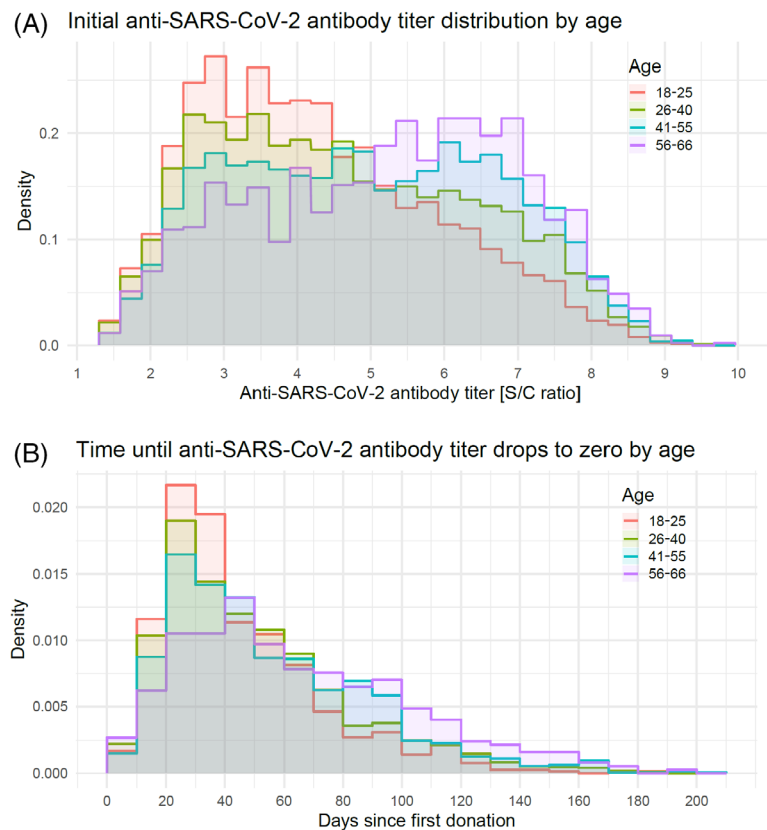 (A) Initial anti-SARS-CoV-2 antibody titer distribution by age
Age
18-25
26-40
41-55
56-66
Density
0.2
0.1
0.0
1 2 3 4 5 6 7 8 9 10
Anti-SARS-CoV-2 antibody titer [S/C ratio]
(B) Time until anti-SARS-CoV-2 antibody titer drops to zero by age
Age
18-25
26-40
41-55
56-66
Density
0.020
0.015
0.010
0.005
0.000
0 20 40 60 80 100 120 140 160 180 200
Days since first donation